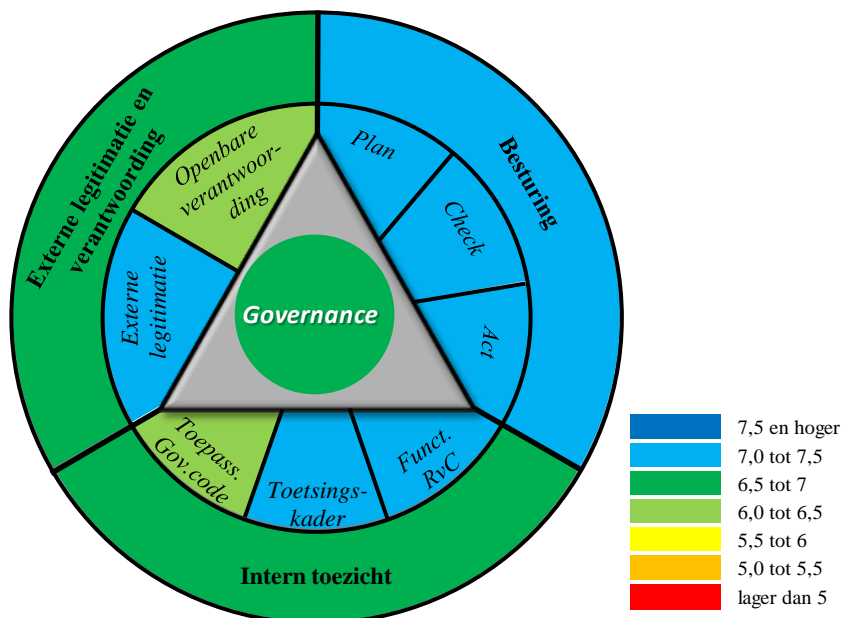 Externe legitimatie en
verantwoording
Openbare
verantwoor-
ding
Externe
legitimatie
Plan
Check
Act
Besturing
Governance
Toepass.
Gov.code
Toetsings-
kader
Funct.
RvC
Intern toezicht
7,5 en hoger
7,0 tot 7,5
6,5 tot 7
6,0 tot 6,5
5,5 tot 6
5,0 tot 5,5
lager dan 5